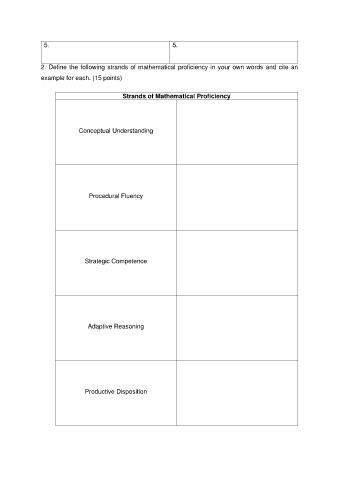 5. 5.
2. Define the following strands of mathematical proficiency in your own words and cite an
example for each. (15 points)
Strands of Mathematical Proficiency
Conceptual Understanding
Procedural Fluency
Strategic Competence
Adaptive Reasoning
Productive Disposition